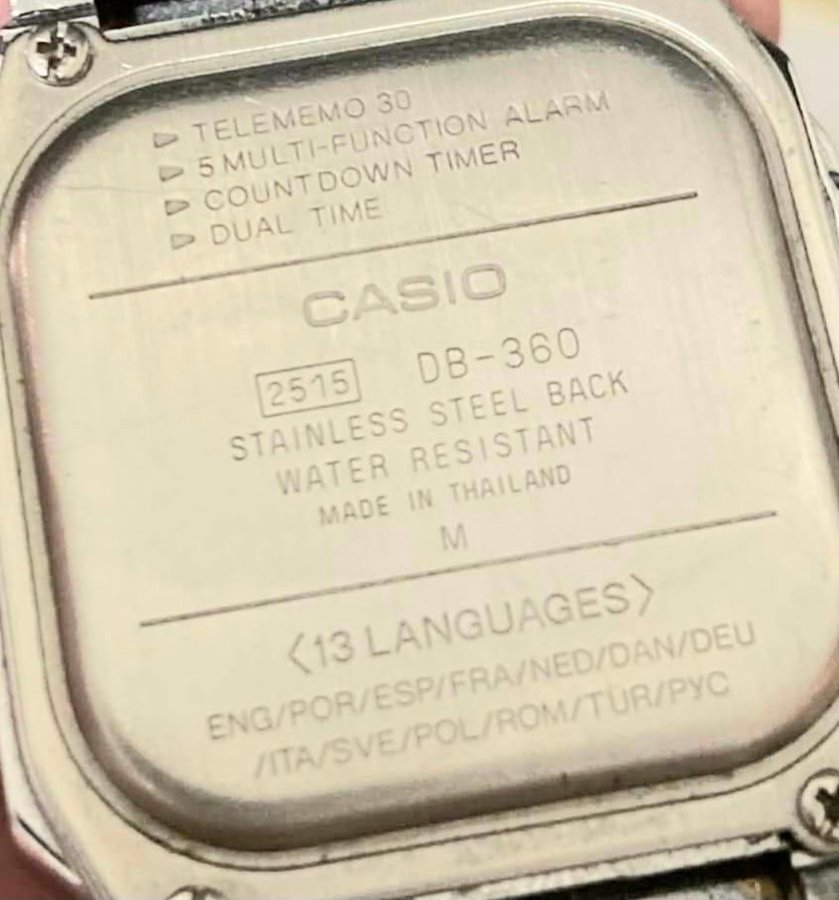 TELEMEMO 30
5 MULTI-FUNCTION ALARM
COUNTDOWN TIMER
DUAL TIME
CASIO
2515 DB-360
STAINLESS STEEL BACK
WATER RESISTANT
MADE IN THAILAND
M
〈13 LANGUAGES〉
ENG/POR/ESP/FRA/NED/DAN/DEU
/ITA/SVE/POL/ROM/TÜR/РУС